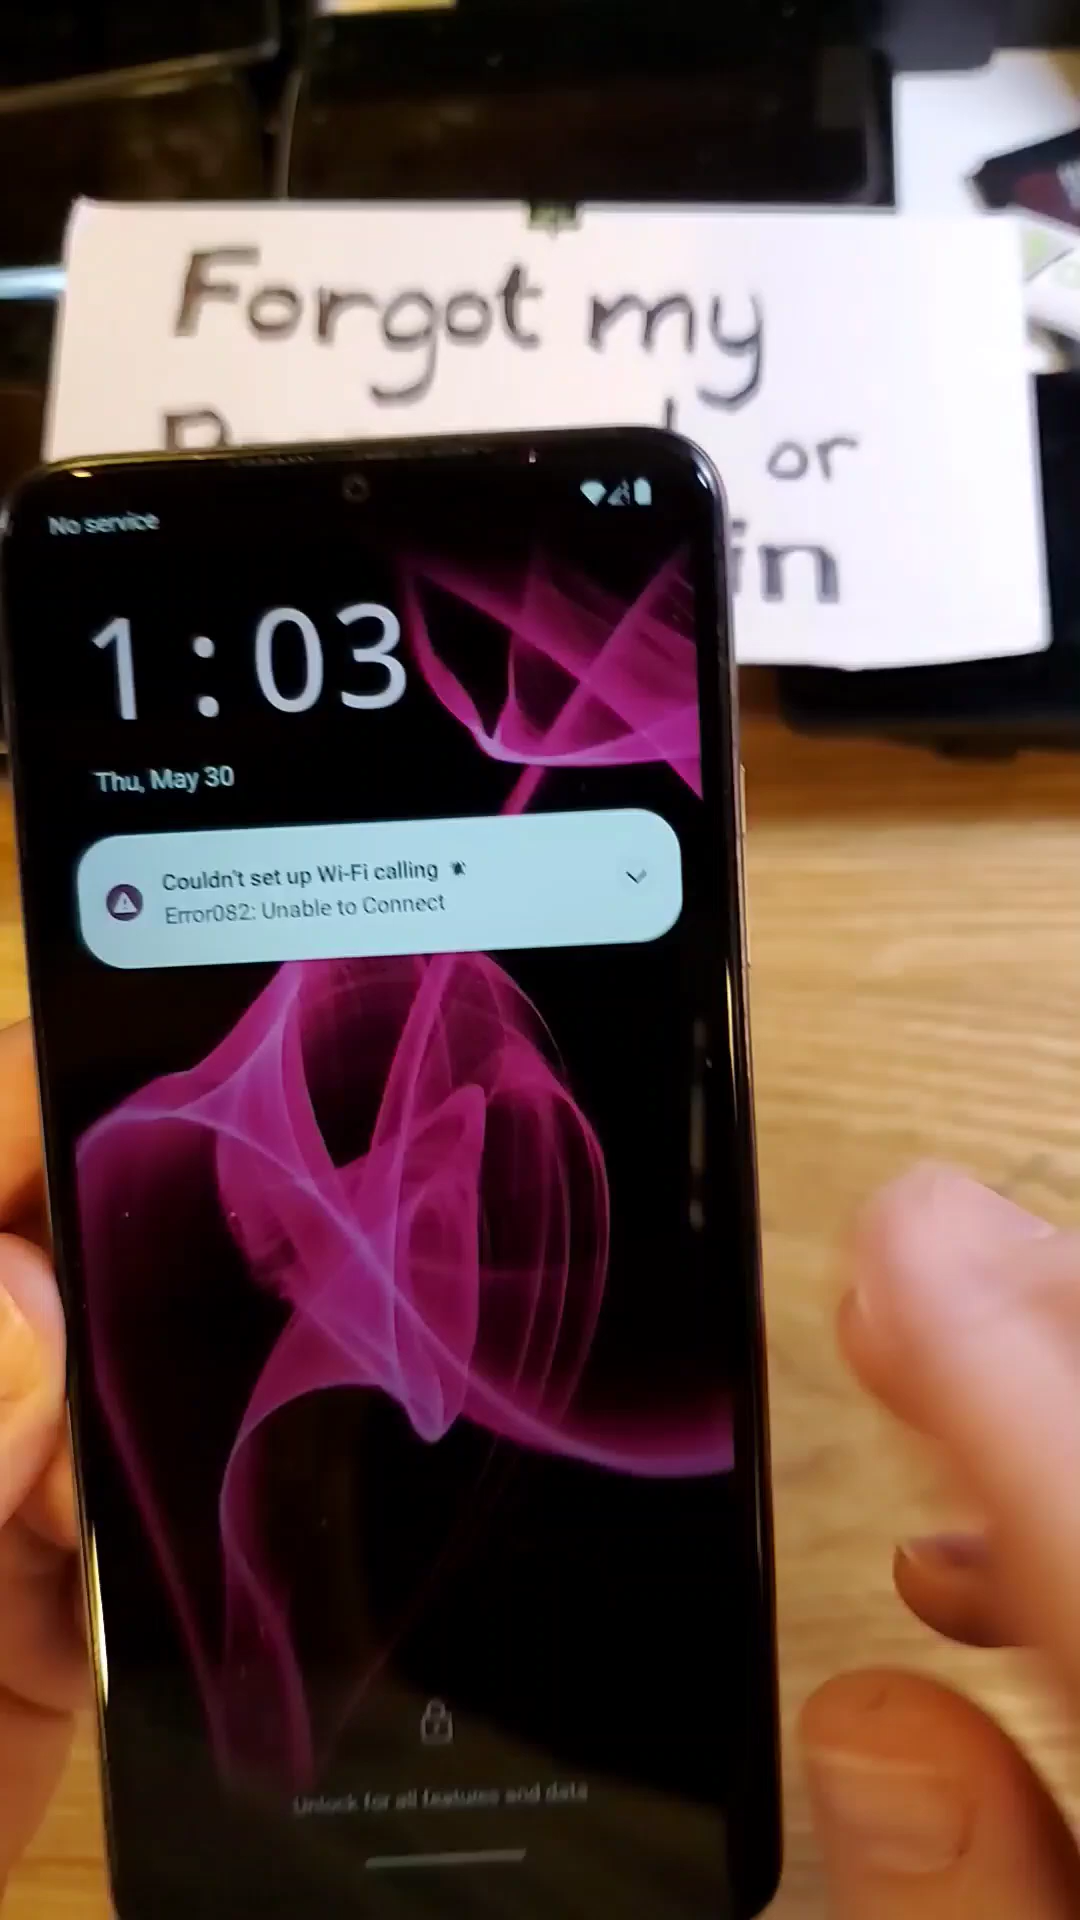 Forgot my
or
in
No service
1:03
Thu, May 30
Couldn't set up Wi-Fi calling
Error082: Unable to Connect
Unlock for all features and data